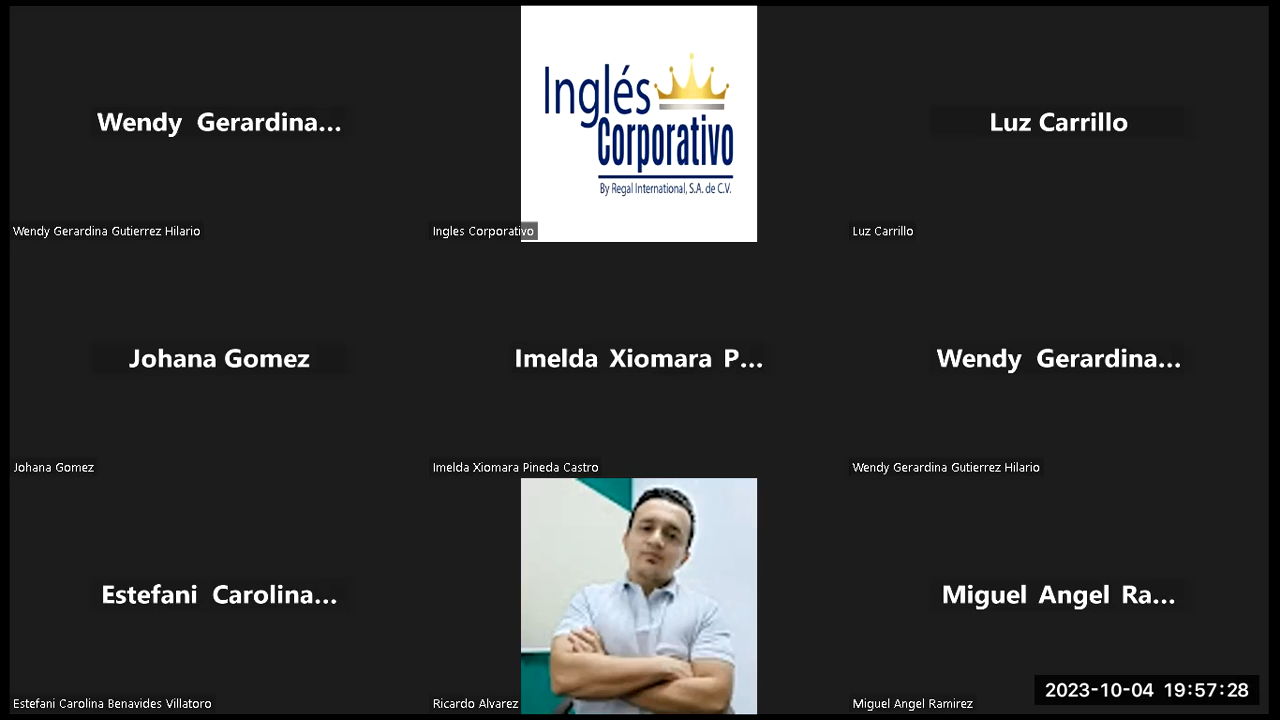 Wendy Gerardina...
Wendy Gerardina Gutierrez Hilario
Inglés
Corporativo
By Regal International, S.A. de C.V.
Ingles Corporativo
Luz Carrillo
Luz Carrillo
Johana Gomez
Johana Gomez
Imelda Xiomara P...
Imelda Xiomara Pineda Castro
Wendy Gerardina...
Wendy Gerardina Gutierrez Hilario
Estefani Carolina...
Estefani Carolina Benavides Villatoro
Ricardo Alvarez
Miguel Angel Ra...
Miguel Angel Ramirez
2023-10-04 19:57:28